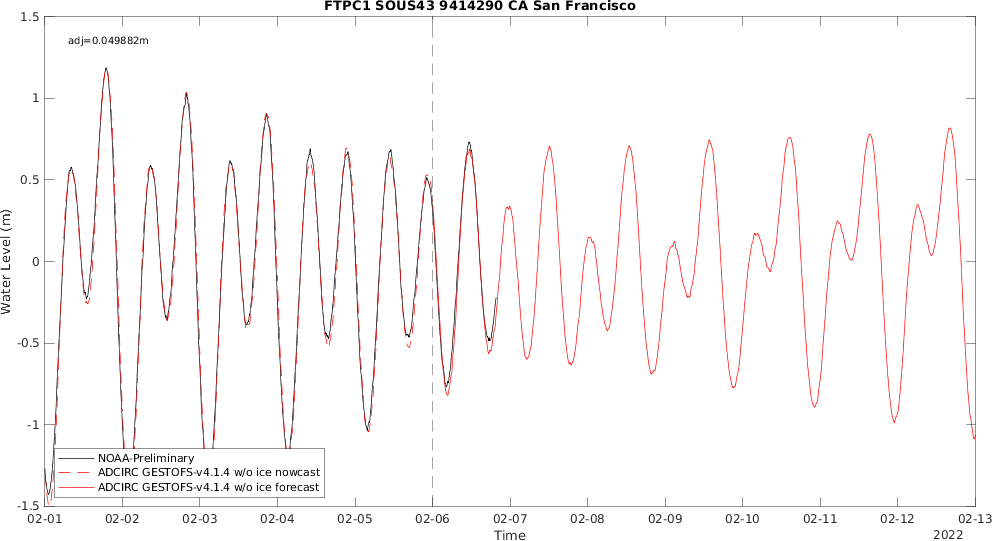 FTPC1 SOUS43 9414290 CA San Francisco
adj=0.049882m
1.5
1
0.5
0
-0.5
-1
-1.5
Water Level (m)
NOAA-Preliminary
ADCIRC GESTOFS-v4.1.4 w/o ice nowcast
ADCIRC GESTOFS-v4.1.4 w/o ice forecast
02-01 02-02 02-03 02-04 02-05 02-06 02-07 02-08 02-09 02-10 02-11 02-12 02-13
Time
2022